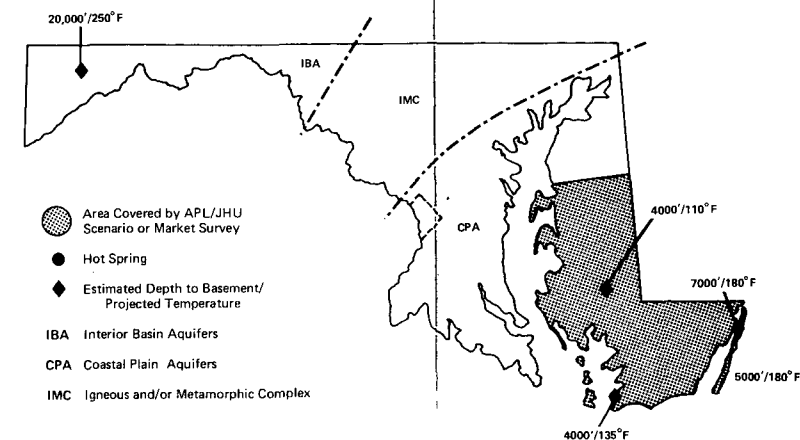 20,000'/250°F
IBA
IMC
CPA
4000'/110°F
7000'/180°F
5000'/180°F
4000'/135°F
Area Covered by APL/JHU
Scenario or Market Survey
Hot Spring
Estimated Depth to Basement/
Projected Temperature
IBA Interior Basin Aquifers
CPA Coastal Plain Aquifers
IMC Igneous and/or Metamorphic Complex